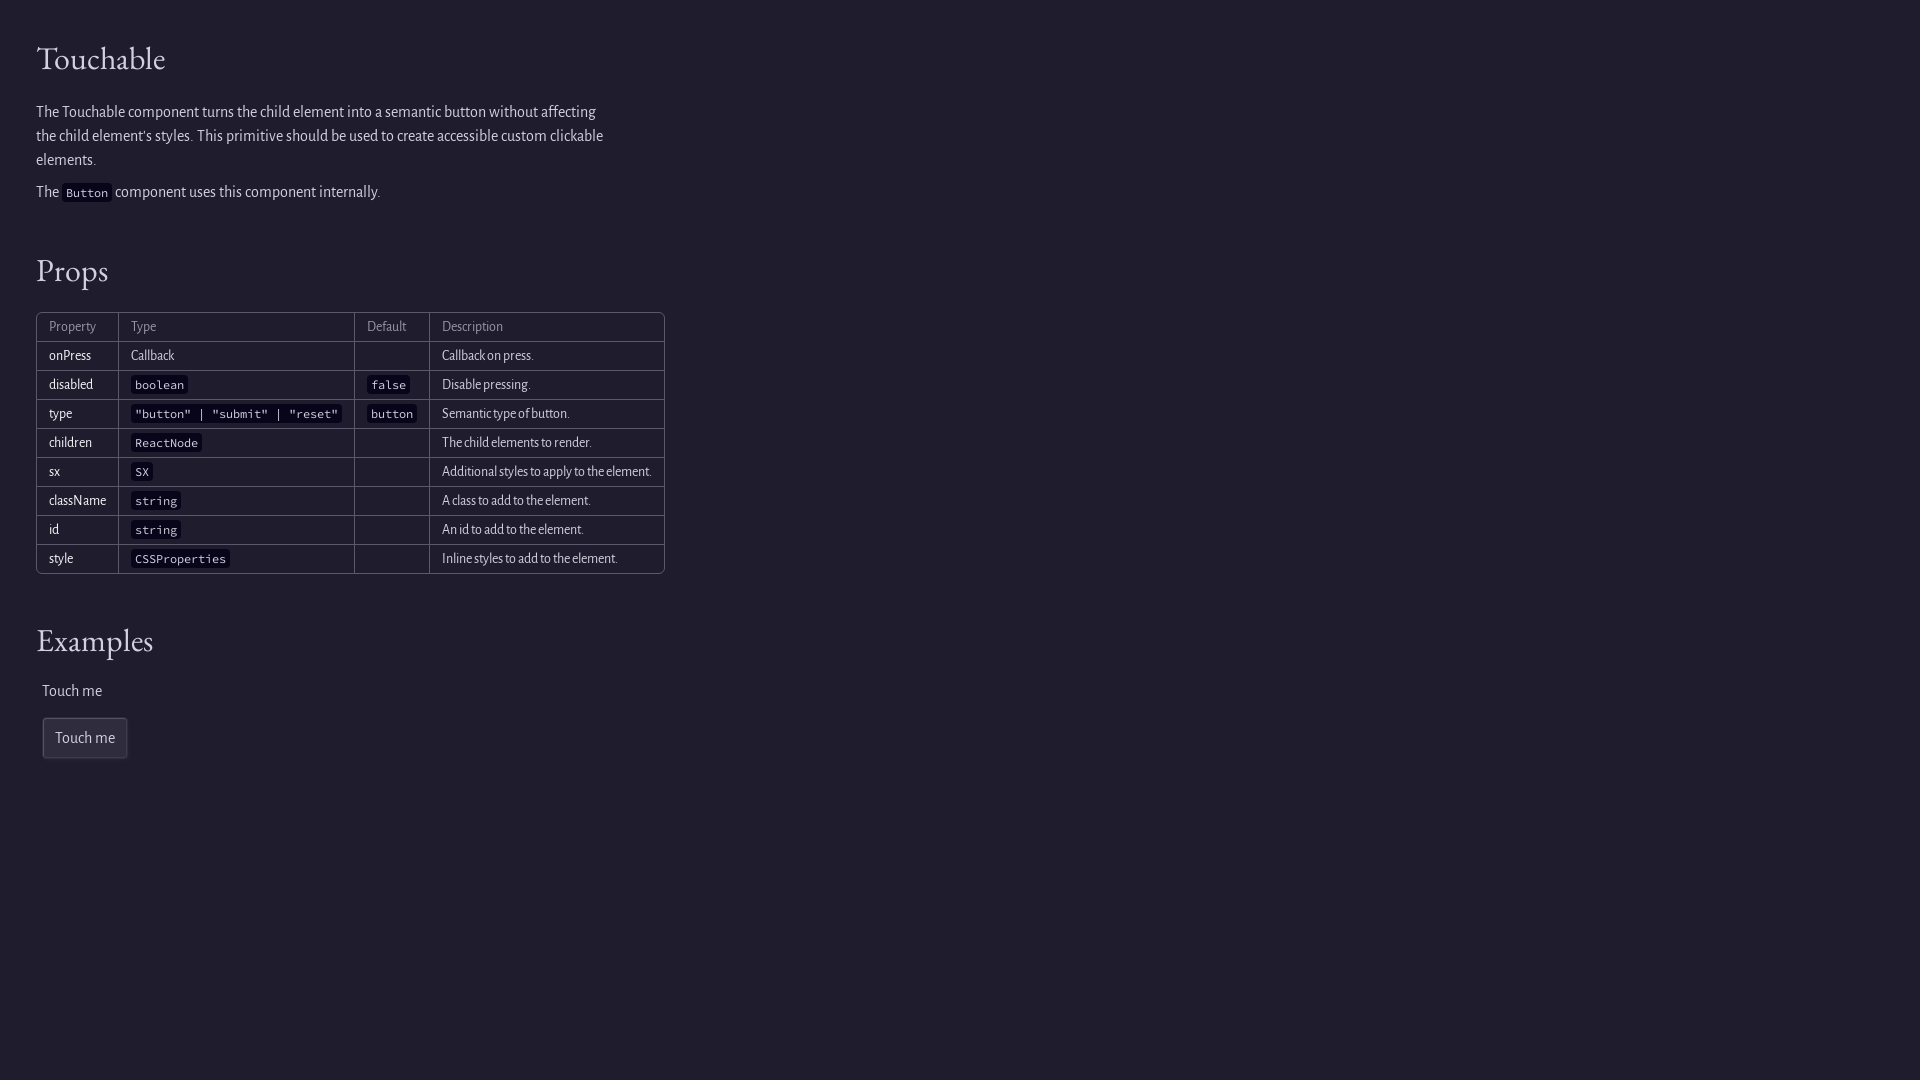 Touchable
The Touchable component turns the child element into a semantic button without affecting
the child element's styles. This primitive should be used to create accessible custom clickable
elements.
The Button component uses this component internally.
Props
Property Type Default Description
onPress Callback Callback on press.
disabled boolean false Disable pressing.
type "button" | "submit" | "reset" button Semantic type of button.
children ReactNode The child elements to render.
sx SX Additional styles to apply to the element.
className string A class to add to the element.
id string An id to add to the element.
style CSSProperties Inline styles to add to the element.
Examples
Touch me
Touch me